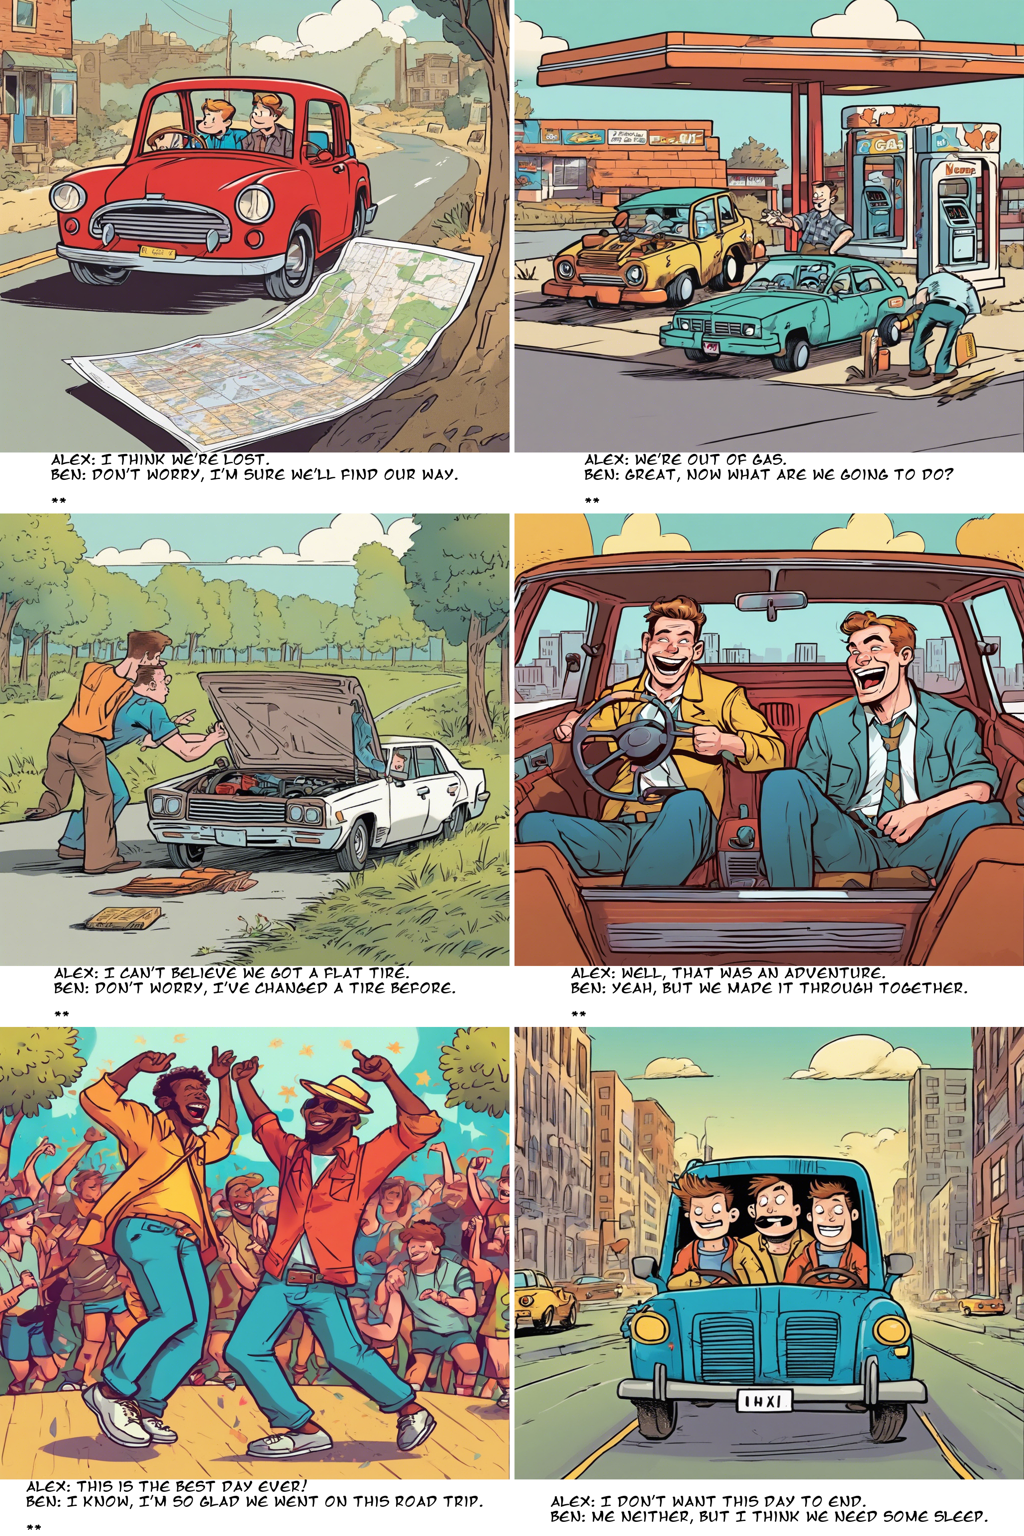 GAS
ALEX: I THINK WE'RE LOST.
BEN: DON'T WORRY, I'M SURE WE'LL FIND OUR WAY.
**
ALEX: WE'RE OUT OF GAS.
BEN: GREAT, NOW WHAT ARE WE GOING TO DO?
**
ALEX: I CAN'T BELIEVE WE GOT A FLAT TIRE.
BEN: DON'T WORRY, I'VE CHANGED A TIRE BEFORE.
**
ALEX: WELL, THAT WAS AN ADVENTURE.
BEN: YEAH, BUT WE MADE IT THROUGH TOGETHER.
**
ALEX: THIS IS THE BEST DAY EVER!
BEN: I KNOW, I'M SO GLAD WE WENT ON THIS ROAD TRIP.
**
ALEX: I DON'T WANT THIS DAY TO END.
BEN: ME NEITHER, BUT I THINK WE NEED SOME SLEEP.